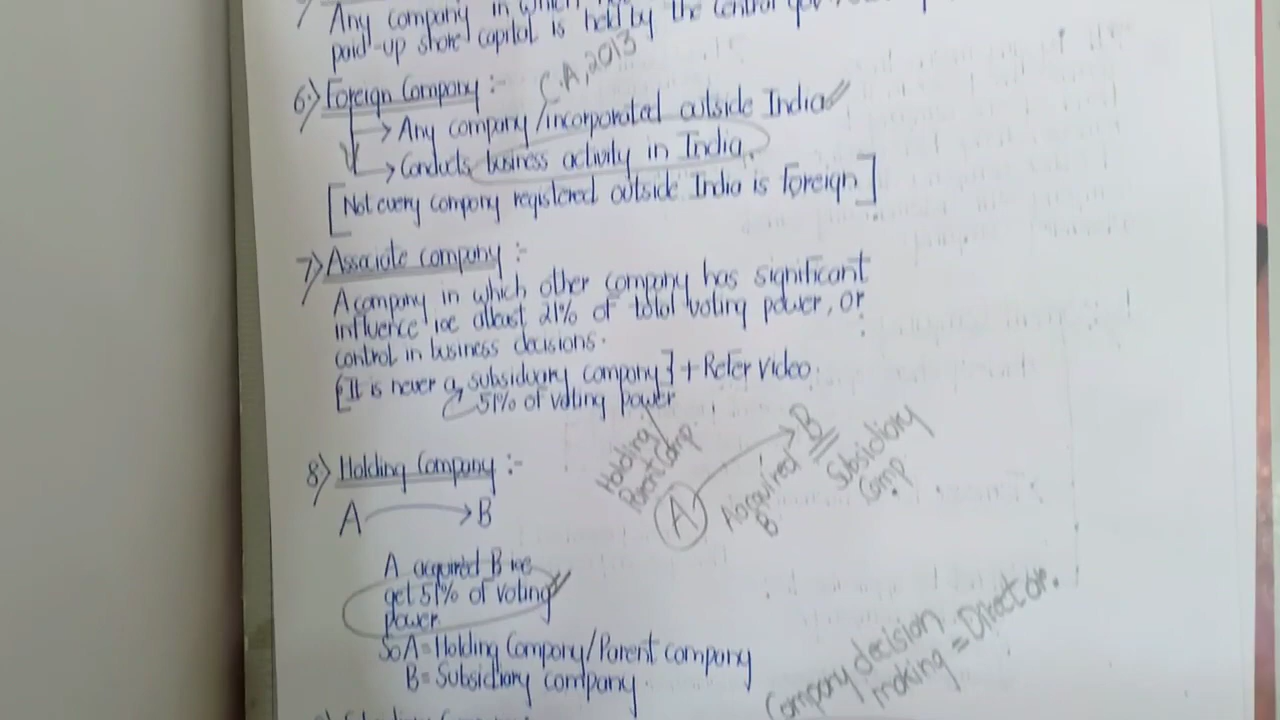 Any company in which
paid-up share capital is held by the central gov
6) Foreign Company :-
C.A, 2013
→ Any company/incorporated outside India
→ Conducts business activity in India.
[Not every company registered outside India is foreign]
7) Associate company :-
A company in which other company has significant
influence ice atleast 21% of total voting power, or
control in business decisions.
[It is never a subsiduary company] + Refer video.
51% of voting power
Holding
Parent Comp.
A
Acquired
B
B
Subsidiary
Comp.
8) Holding Company :-
A → B
A acquired B ice
get 51% of voting
power.
So A = Holding Company/Parent company
B = Subsidiary company
Company decision
making = Director.